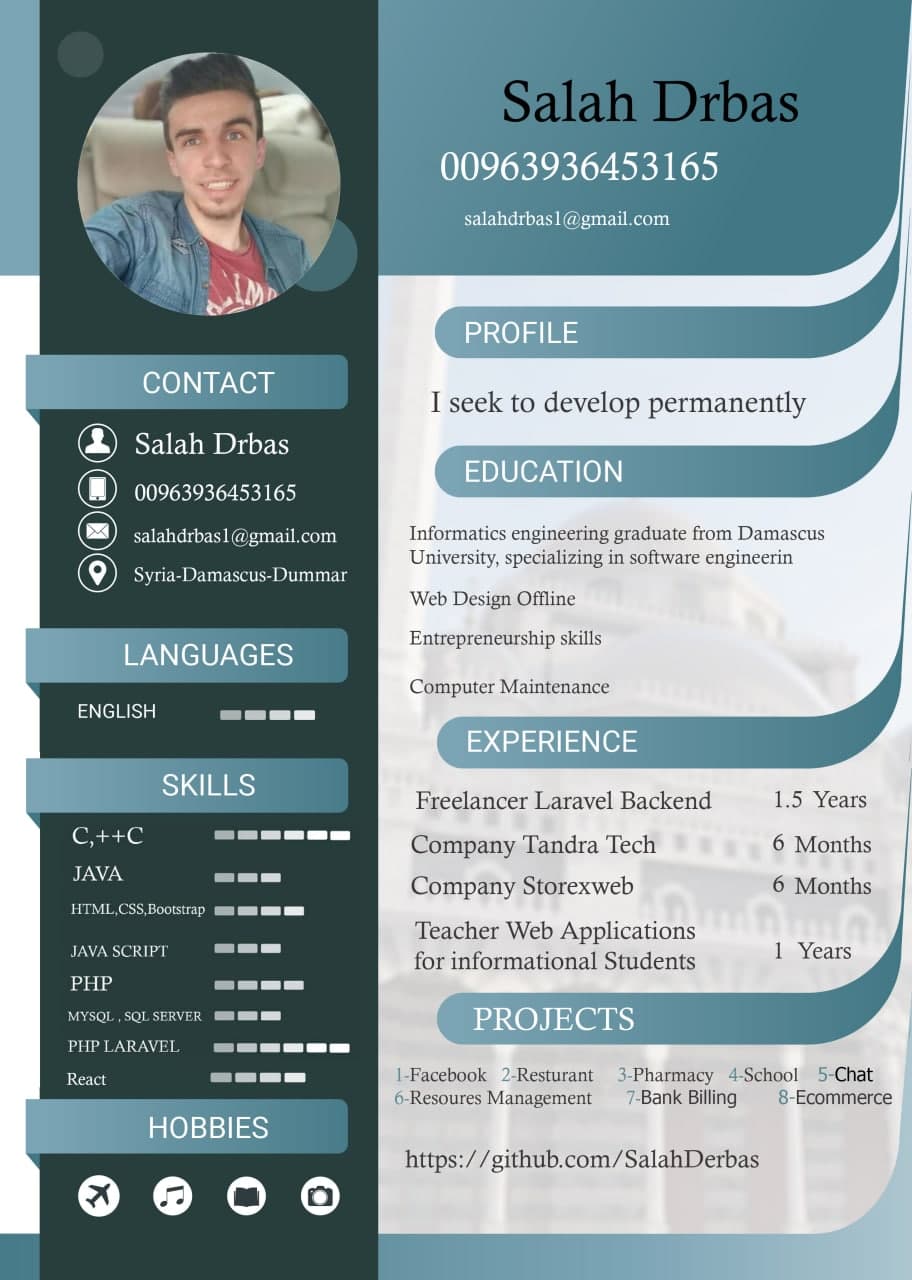 Salah Drbas
00963936453165
salahdrbas1@gmail.com
CONTACT
Salah Drbas
00963936453165
salahdrbas1@gmail.com
Syria-Damascus-Dummar
LANGUAGES
ENGLISH
SKILLS
C,++C
JAVA
HTML,CSS,Bootstrap
JAVA SCRIPT
PHP
MYSQL , SQL SERVER
PHP LARAVEL
React
HOBBIES
PROFILE
I seek to develop permanently
EDUCATION
Informatics engineering graduate from Damascus
University, specializing in software engineerin
Web Design Offline
Entrepreneurship skills
Computer Maintenance
EXPERIENCE
Freelancer Laravel Backend 1.5 Years
Company Tandra Tech 6 Months
Company Storexweb 6 Months
Teacher Web Applications
for informational Students 1 Years
PROJECTS
1-Facebook 2-Resturant 3-Pharmacy 4-School 5-Chat
6-Resoures Management 7-Bank Billing 8-Ecommerce
https://github.com/SalahDerbas